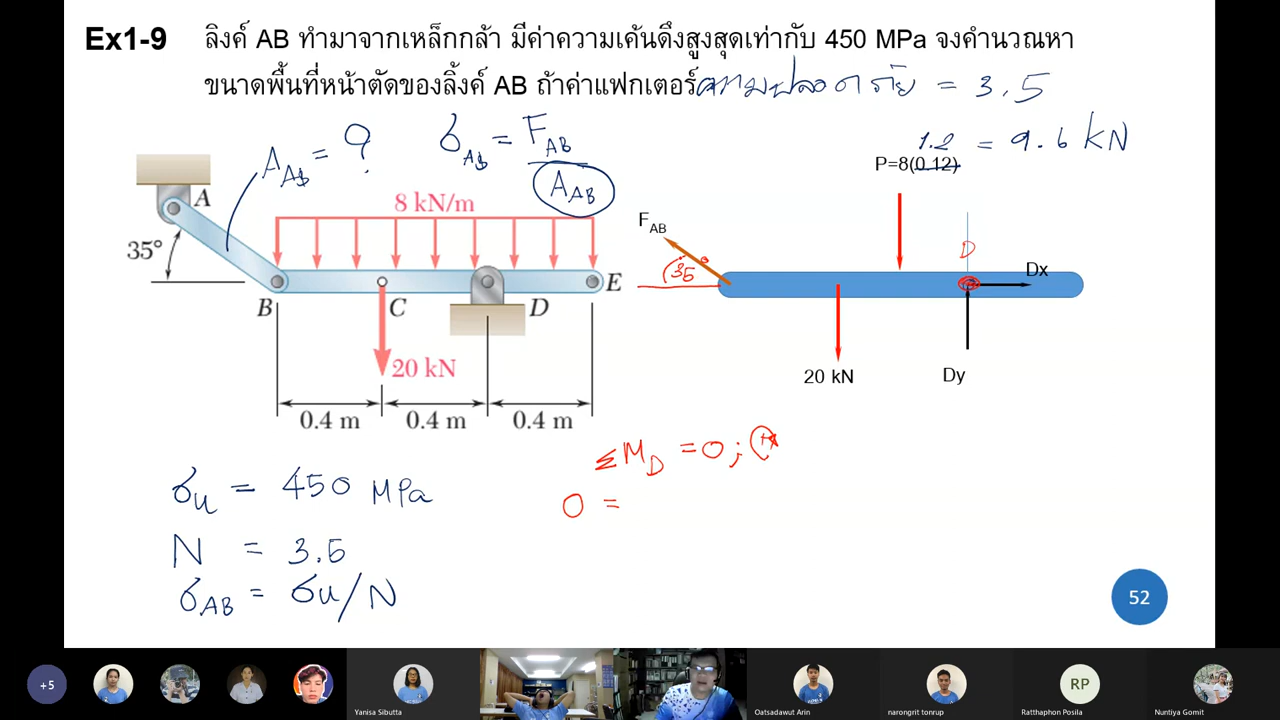 Ex1-9 ลิงค์ AB ทำมาจากเหล็กกล้า มีค่าความเค้นดึงสูงสุดเท่ากับ 450 MPa จงคำนวณหา
ขนาดพื้นที่หน้าตัดของลิ้งค์ AB ถ้าค่าแฟกเตอร์ความปลอดภัย = 3.5
A_AB = ?
σ_AB = F_AB / A_AB
1.2 = 9.6 kN
P=8(0.12)
A
35°
8 kN/m
B
C
D
E
20 kN
0.4 m
0.4 m
0.4 m
F_AB
35°
D
Dx
20 kN
Dy
ΣM_D = 0; +
0 =
σu = 450 MPa
N = 3.5
σ_AB = σu/N
52
+5
Yanisa Sibutta
Oatsadawut Arin
narongrit tonrup
RP
Ratthaphon Posila
Nuntiya Gomit